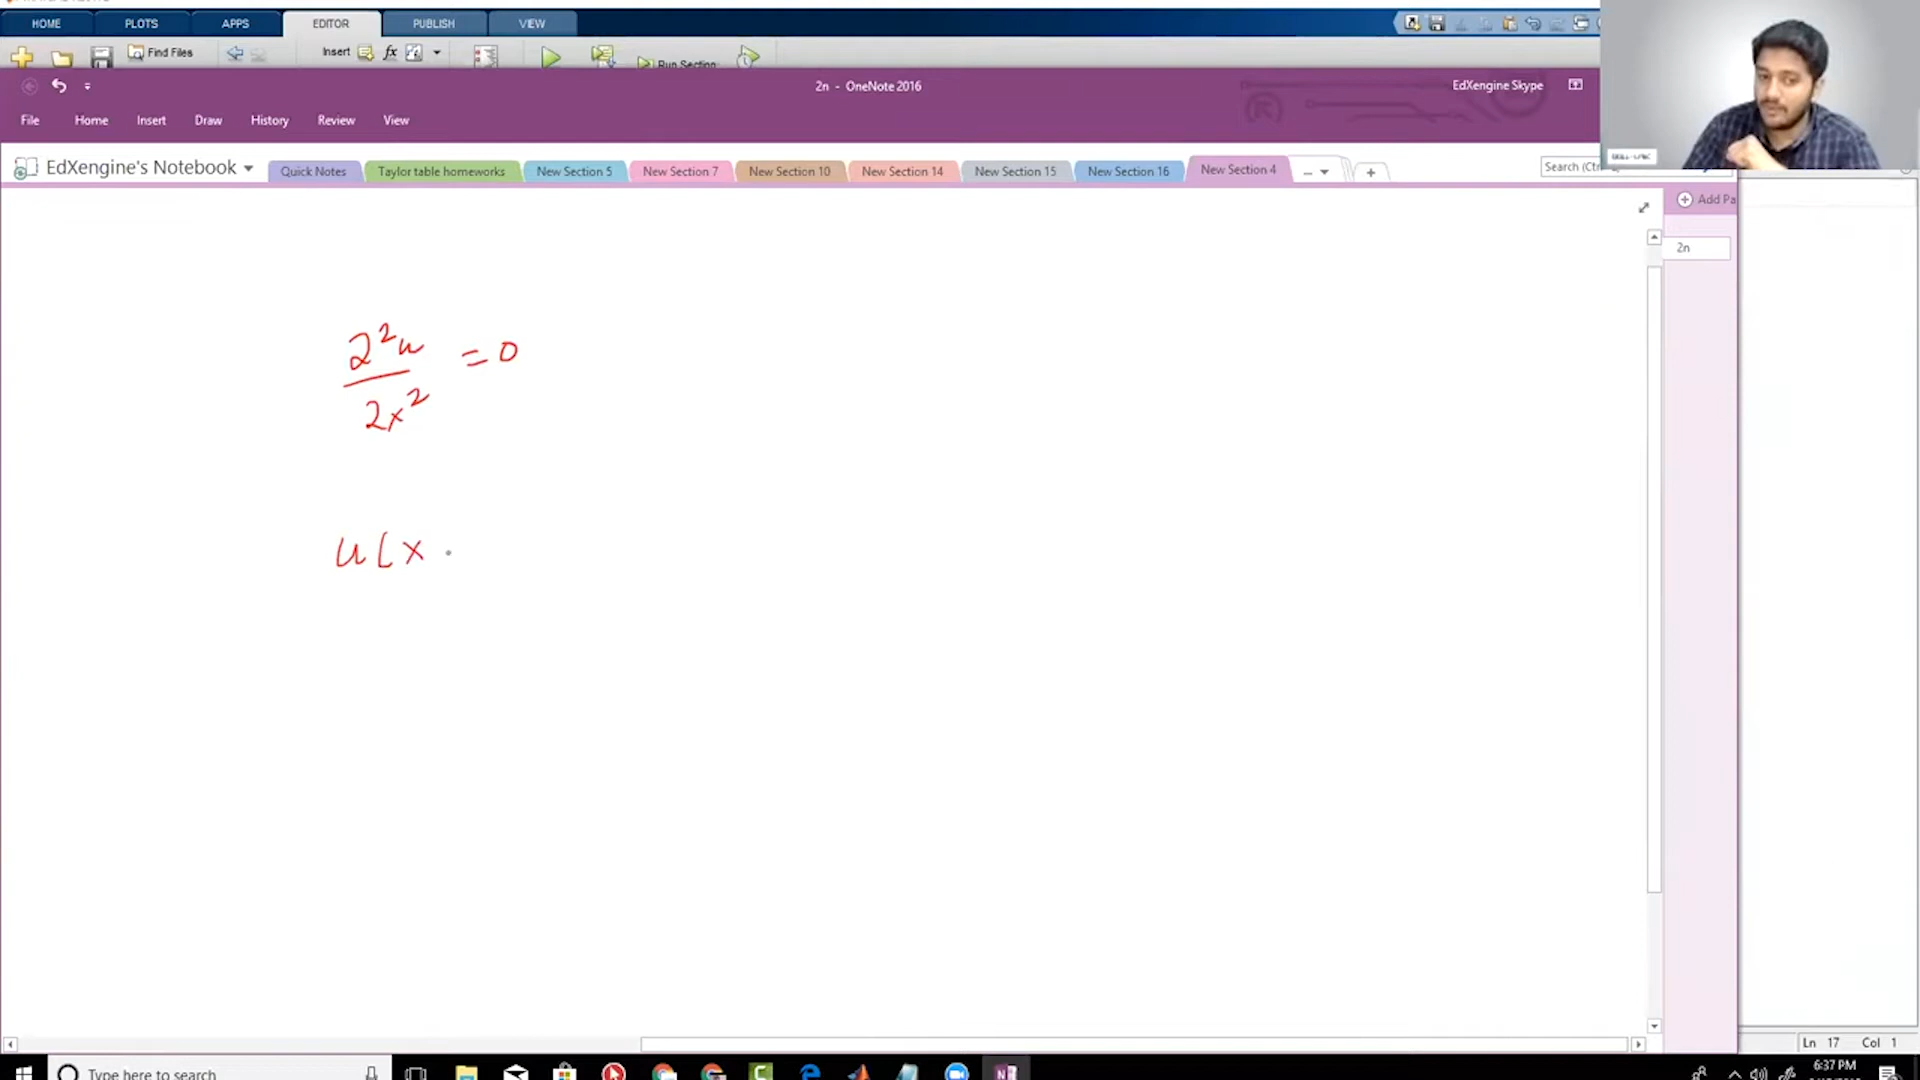 HOME PLOTS APPS EDITOR PUBLISH VIEW
Find Files Insert fx Run Section
2n - OneNote 2016 EdXengine Skype
File Home Insert Draw History Review View
EdXengine's Notebook Quick Notes Taylor table homeworks New Section 5 New Section 7 New Section 10 New Section 14 New Section 15 New Section 16 New Section 4 ... + Search (Ctr
Add Pa
2n
∂²u
/ ∂x² = 0
u(x
Ln 17 Col 1
Type here to search
6:37 PM